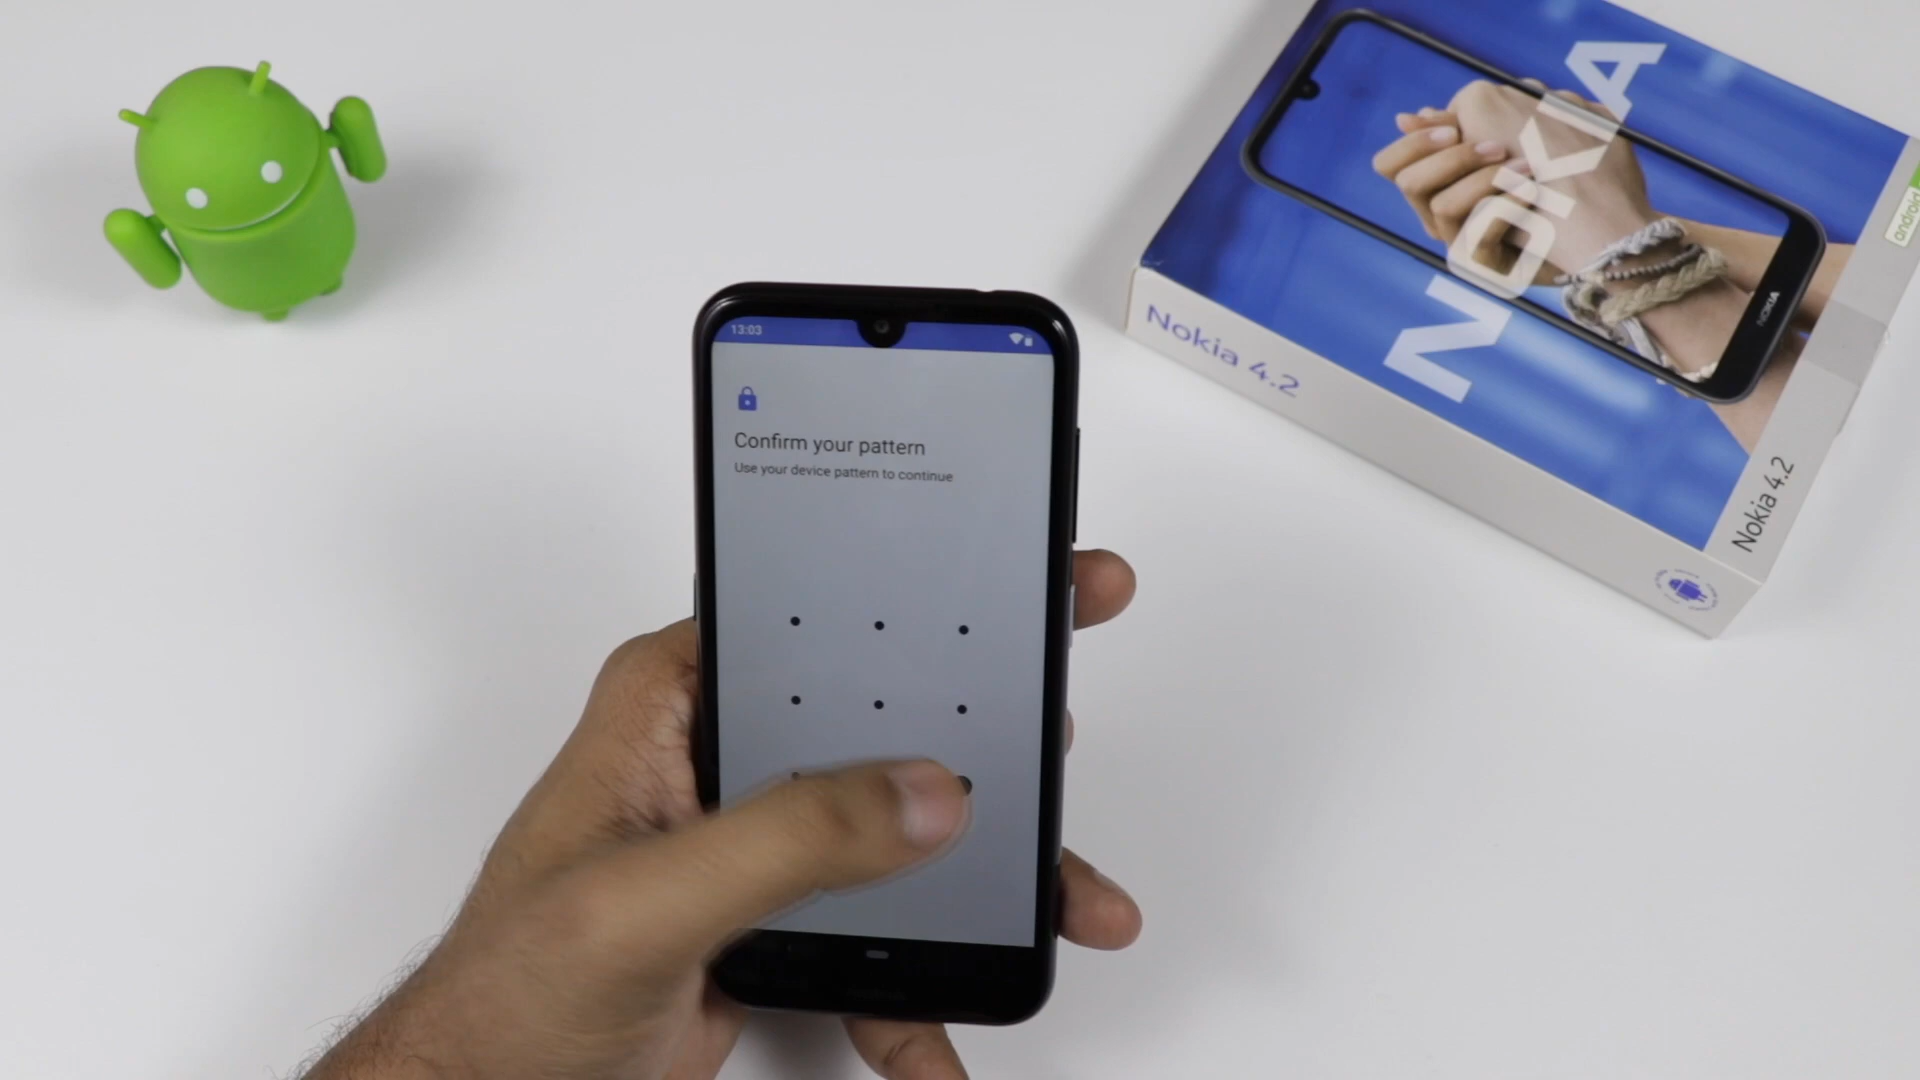 13:03
Confirm your pattern
Use your device pattern to continue
NOKIA
NOKIA
Nokia 4.2
Nokia 4.2
android